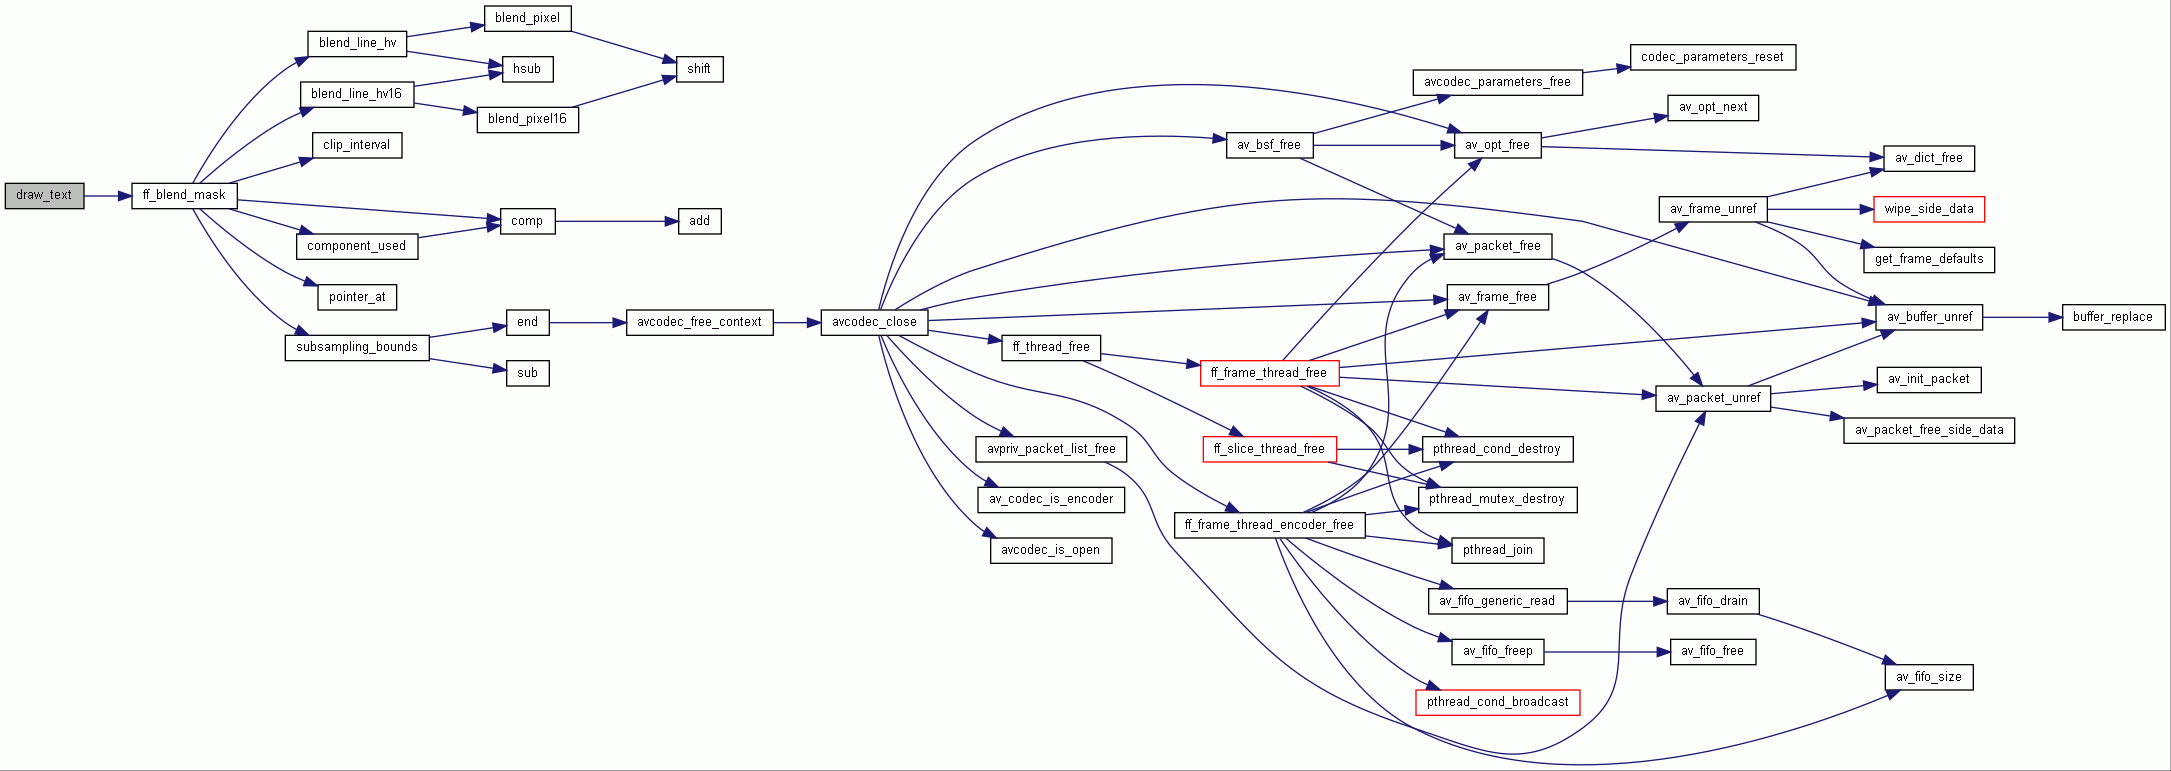 draw_text
ff_blend_mask
blend_line_hv
blend_line_hv16
clip_interval
component_used
pointer_at
subsampling_bounds
blend_pixel
hsub
blend_pixel16
comp
end
sub
shift
add
avcodec_free_context
avcodec_close
ff_thread_free
avpriv_packet_list_free
av_codec_is_encoder
avcodec_is_open
av_bsf_free
ff_frame_thread_free
ff_slice_thread_free
ff_frame_thread_encoder_free
avcodec_parameters_free
av_opt_free
av_packet_free
av_frame_free
pthread_cond_destroy
pthread_mutex_destroy
pthread_join
av_fifo_generic_read
av_fifo_freep
pthread_cond_broadcast
codec_parameters_reset
av_opt_next
av_frame_unref
av_packet_unref
av_fifo_drain
av_fifo_free
av_dict_free
wipe_side_data
get_frame_defaults
av_buffer_unref
av_init_packet
av_packet_free_side_data
av_fifo_size
buffer_replace